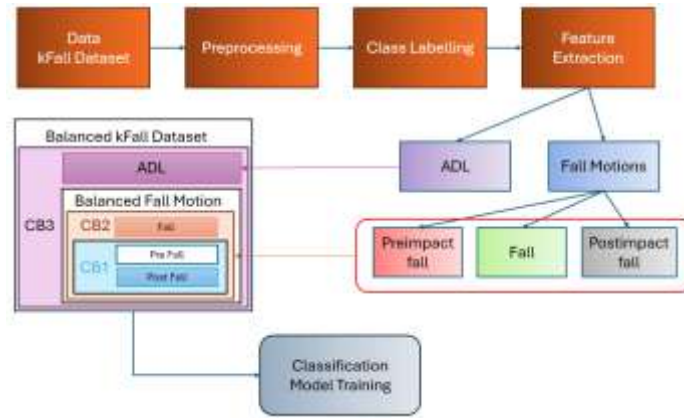 Data
kFall Dataset
Preprocessing
Class Labelling
Feature
Extraction
Balanced kFall Dataset
ADL
ADL
Fall Motions
Balanced Fall Motion
CB3
CB2
Fall
CB1
Pre Fall
Post Fall
Preimpact
fall
Fall
Postimpact
fall
Classification
Model Training